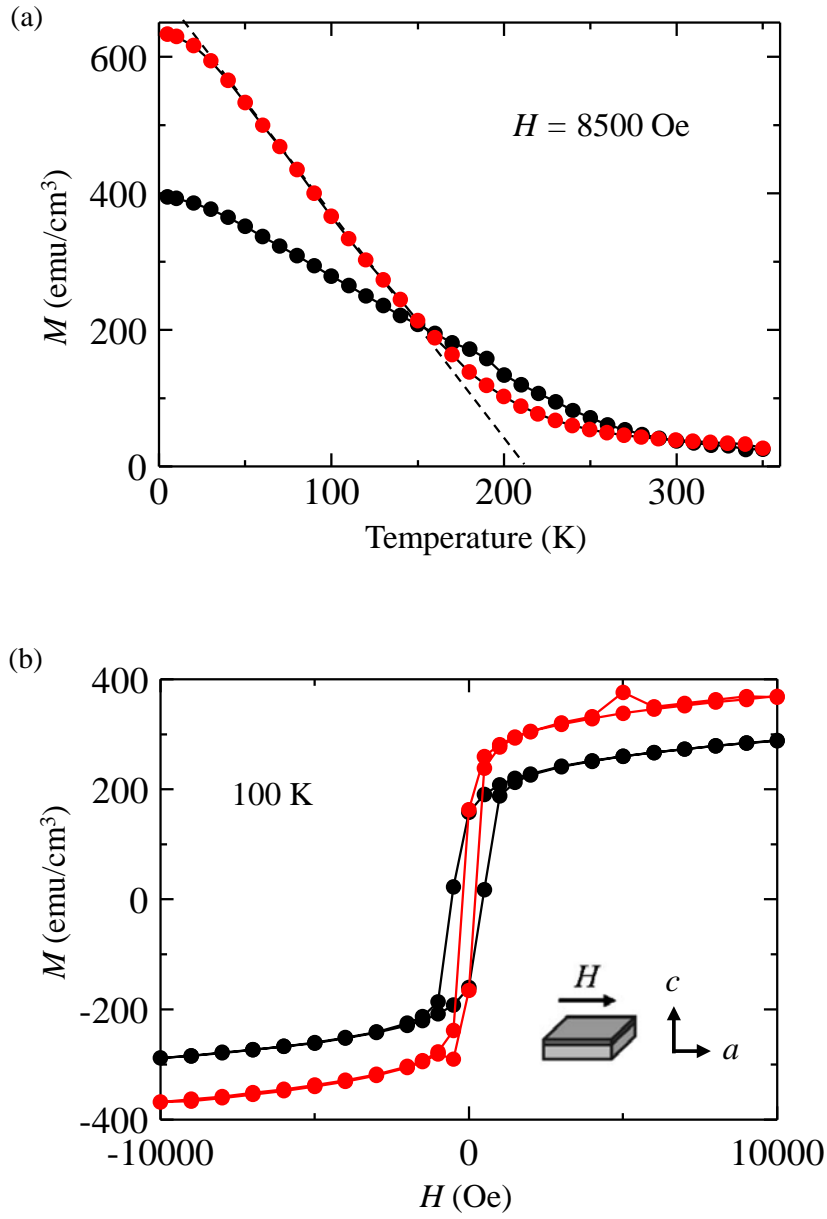 (a)
600
400
200
0
M (emu/cm³)
H = 8500 Oe
0 100 200 300
Temperature (K)
(b)
400
200
0
-200
-400
M (emu/cm³)
100 K
H
c
a
-10000 0 10000
H (Oe)